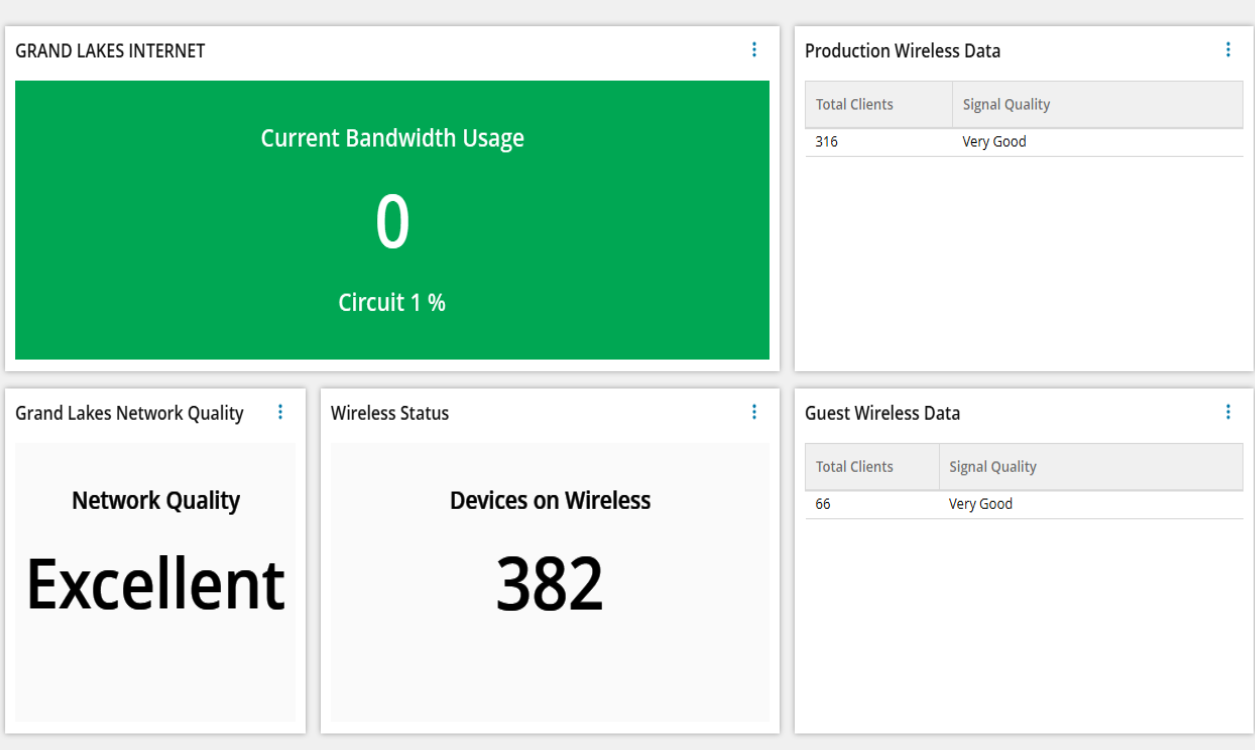 GRAND LAKES INTERNET
Current Bandwidth Usage
0
Circuit 1 %
Production Wireless Data
Total Clients Signal Quality
316 Very Good
Grand Lakes Network Quality
Network Quality
Excellent
Wireless Status
Devices on Wireless
382
Guest Wireless Data
Total Clients Signal Quality
66 Very Good